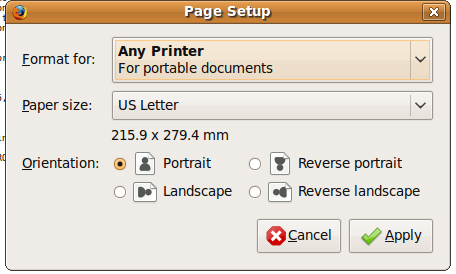 Page Setup
Format for:
Any Printer
For portable documents
Paper size:
US Letter
215.9 x 279.4 mm
Orientation:
Portrait
Reverse portrait
Landscape
Reverse landscape
Cancel
Apply